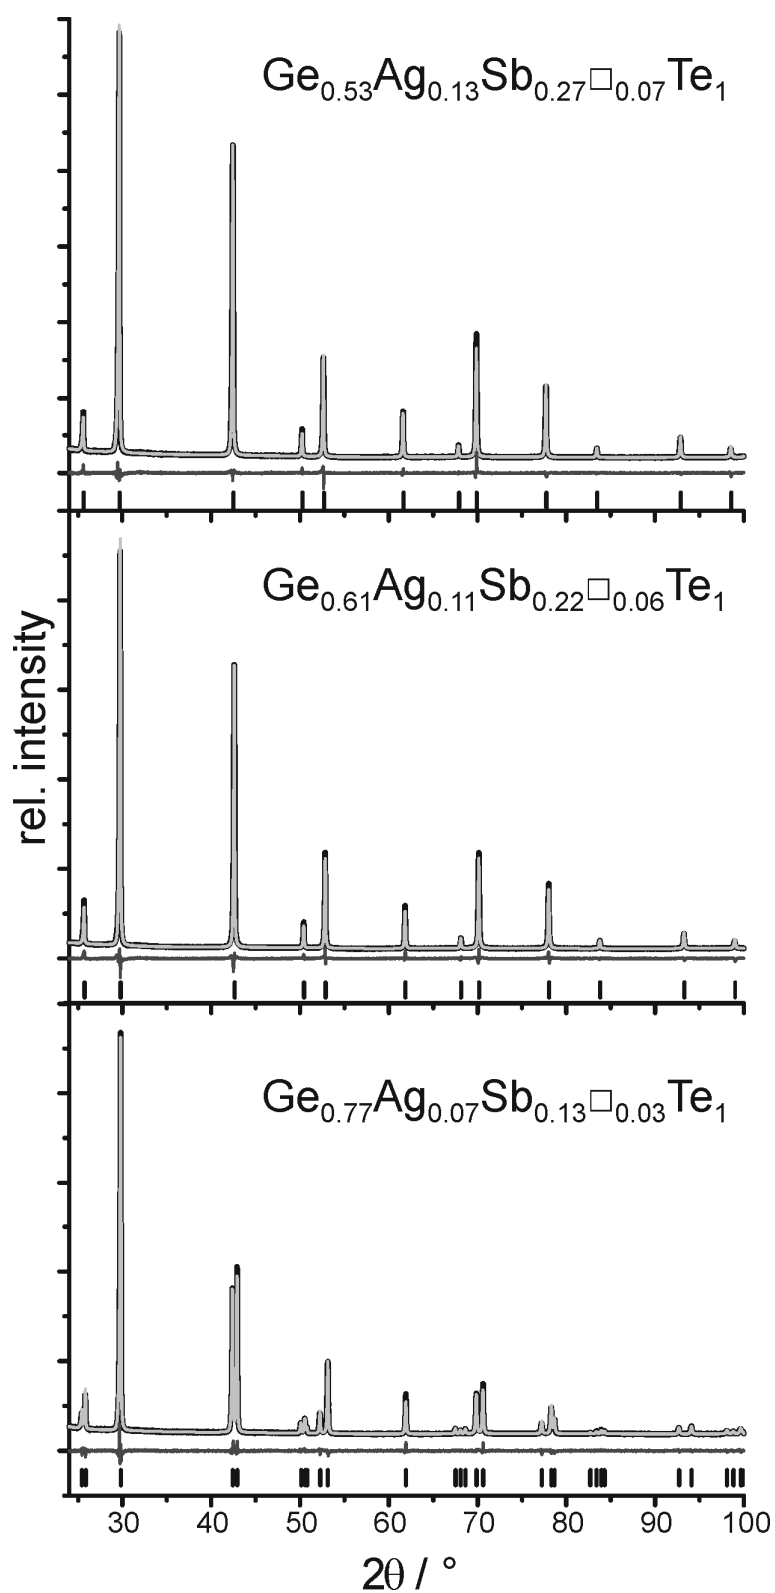 Ge0.53Ag0.13Sb0.27□0.07Te1
Ge0.61Ag0.11Sb0.22□0.06Te1
rel. intensity
Ge0.77Ag0.07Sb0.13□0.03Te1
30 40 50 60 70 80 90 100
2θ / °